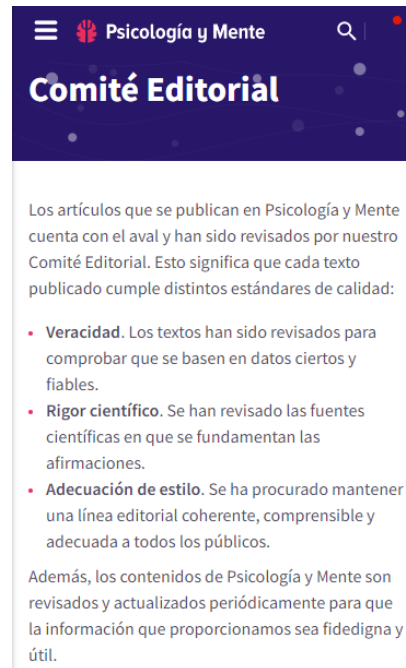 Psicología y Mente
Comité Editorial
Los artículos que se publican en Psicología y Mente
cuenta con el aval y han sido revisados por nuestro
Comité Editorial. Esto significa que cada texto
publicado cumple distintos estándares de calidad:
• Veracidad. Los textos han sido revisados para
comprobar que se basen en datos ciertos y
fiables.
• Rigor científico. Se han revisado las fuentes
científicas en que se fundamentan las
afirmaciones.
• Adecuación de estilo. Se ha procurado mantener
una línea editorial coherente, comprensible y
adecuada a todos los públicos.
Además, los contenidos de Psicología y Mente son
revisados y actualizados periódicamente para que
la información que proporcionamos sea fidedigna y
útil.